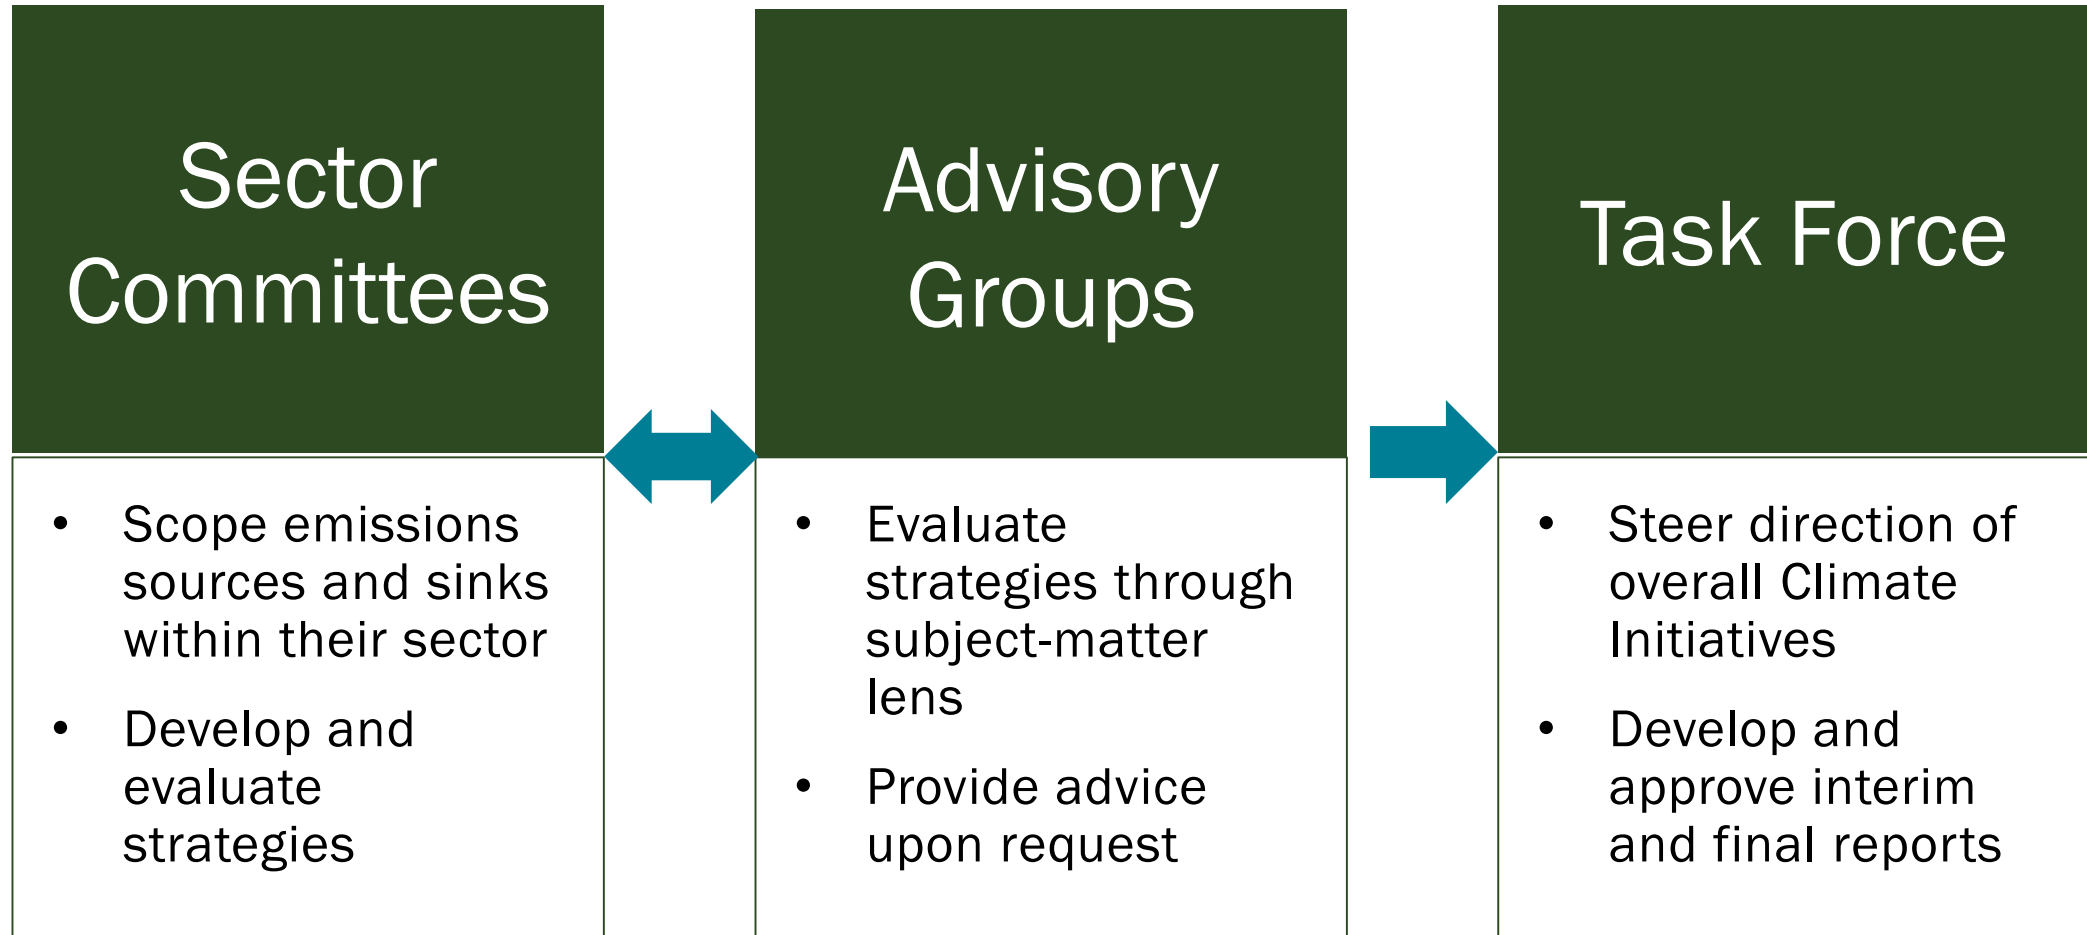 Sector
Committees
• Scope emissions
sources and sinks
within their sector
• Develop and
evaluate
strategies
Advisory
Groups
• Evaluate
strategies through
subject-matter
lens
• Provide advice
upon request
Task Force
• Steer direction of
overall Climate
Initiatives
• Develop and
approve interim
and final reports